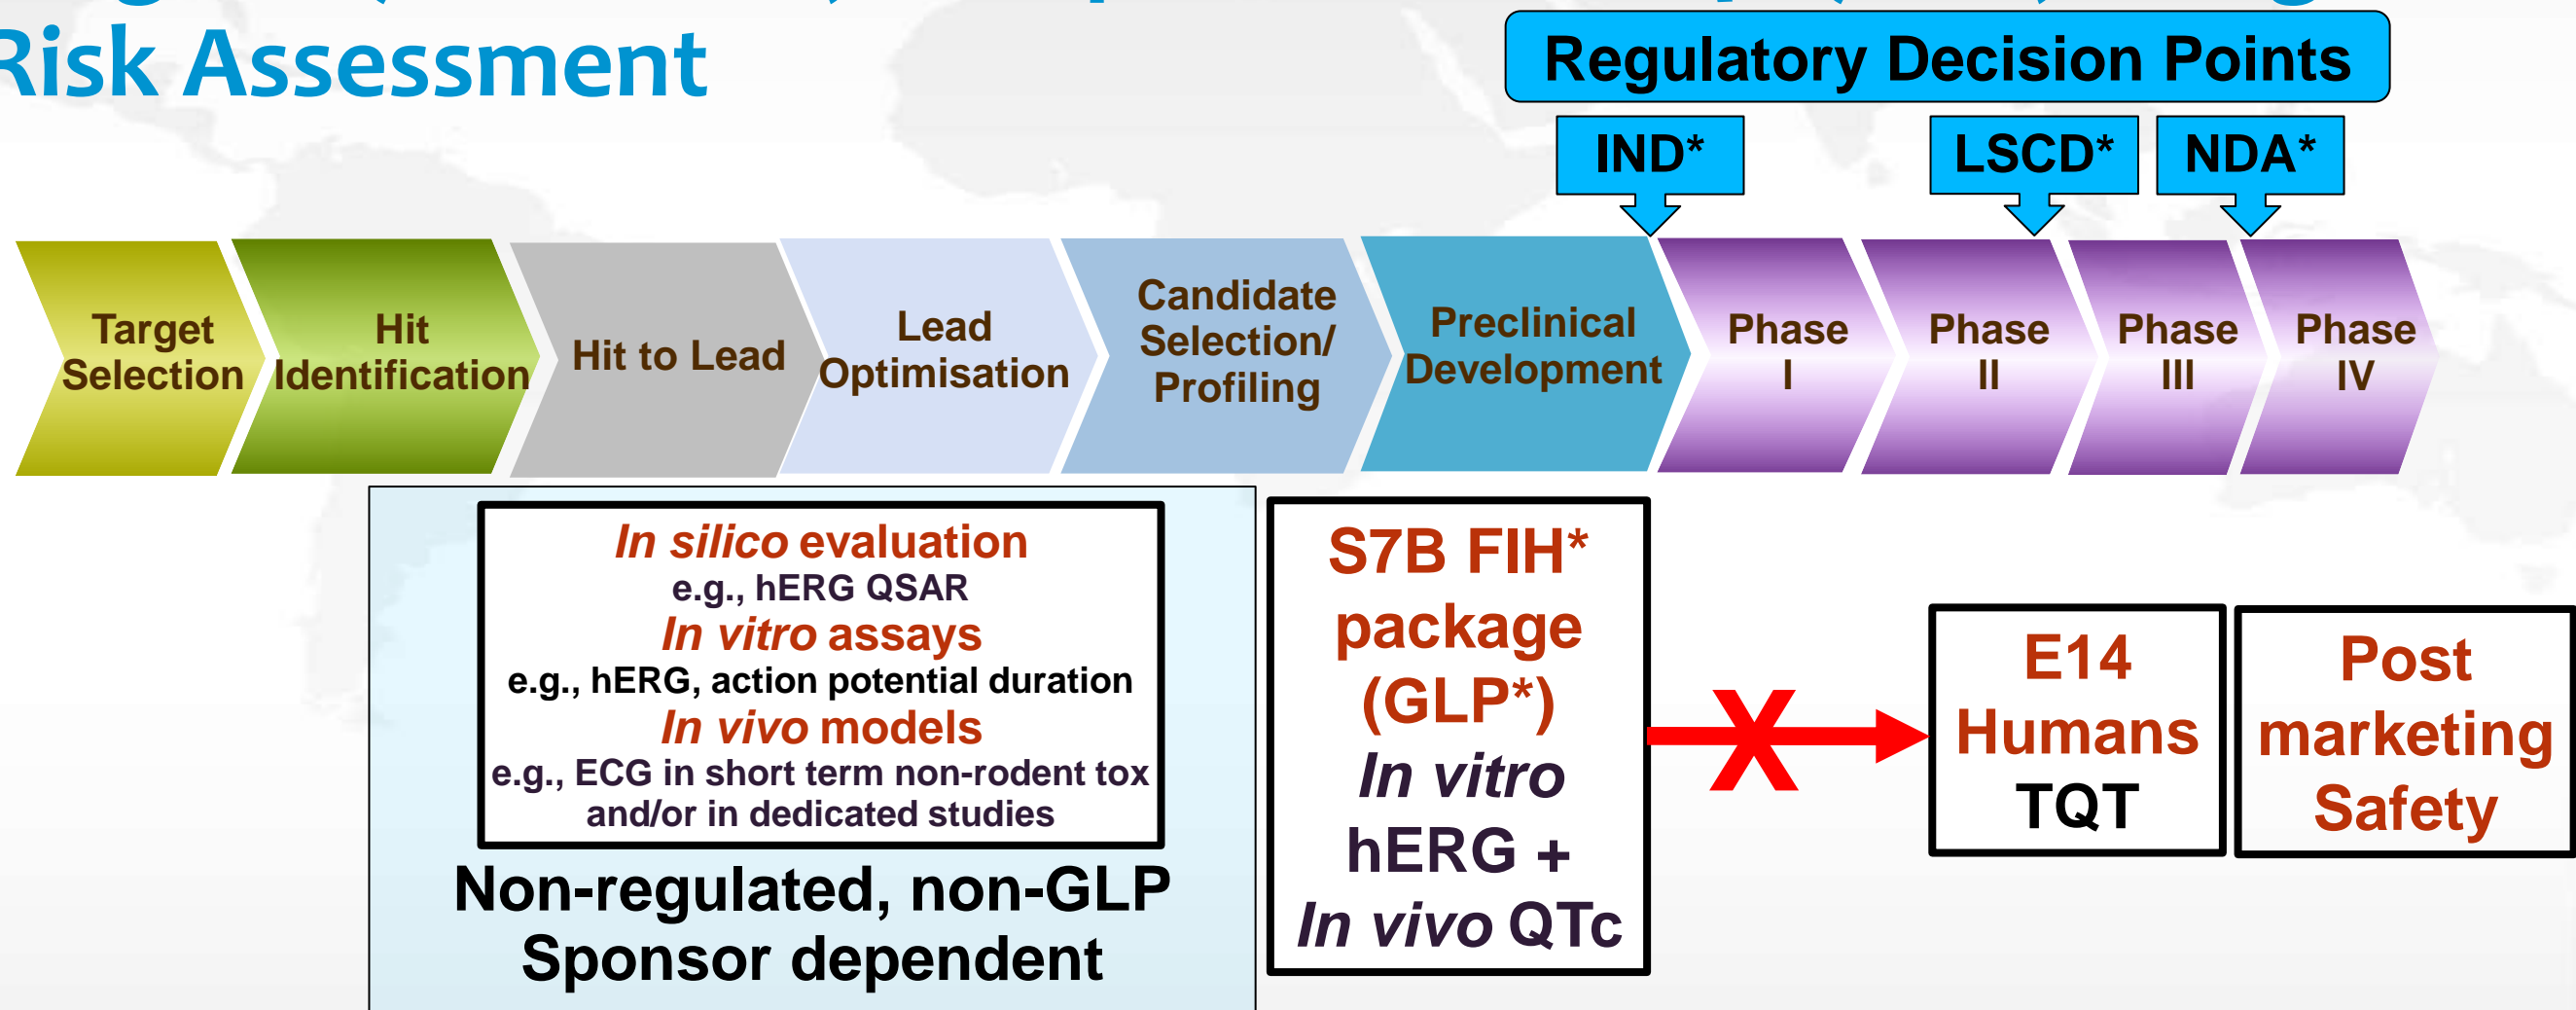 Risk Assessment
Regulatory Decision Points
IND*
LSCD*
NDA*
Target
Selection
Hit
Identification
Hit to Lead
Lead
Optimisation
Candidate
Selection/
Profiling
Preclinical
Development
Phase
I
Phase
II
Phase
III
Phase
IV
In silico evaluation
e.g., hERG QSAR
In vitro assays
e.g., hERG, action potential duration
In vivo models
e.g., ECG in short term non-rodent tox
and/or in dedicated studies
Non-regulated, non-GLP
Sponsor dependent
S7B FIH*
package
(GLP*)
In vitro
hERG +
In vivo QTc
X
E14
Humans
TQT
Post
marketing
Safety